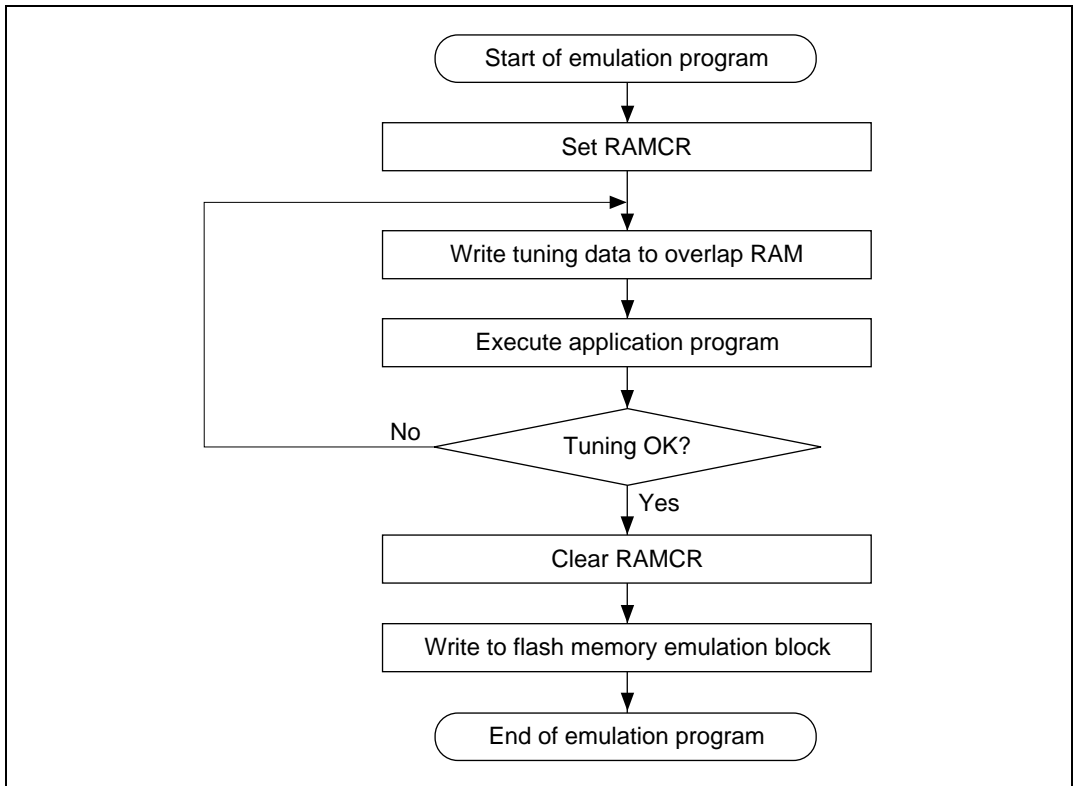 Start of emulation program
Set RAMCR
Write tuning data to overlap RAM
Execute application program
Tuning OK?
No
Yes
Clear RAMCR
Write to flash memory emulation block
End of emulation program